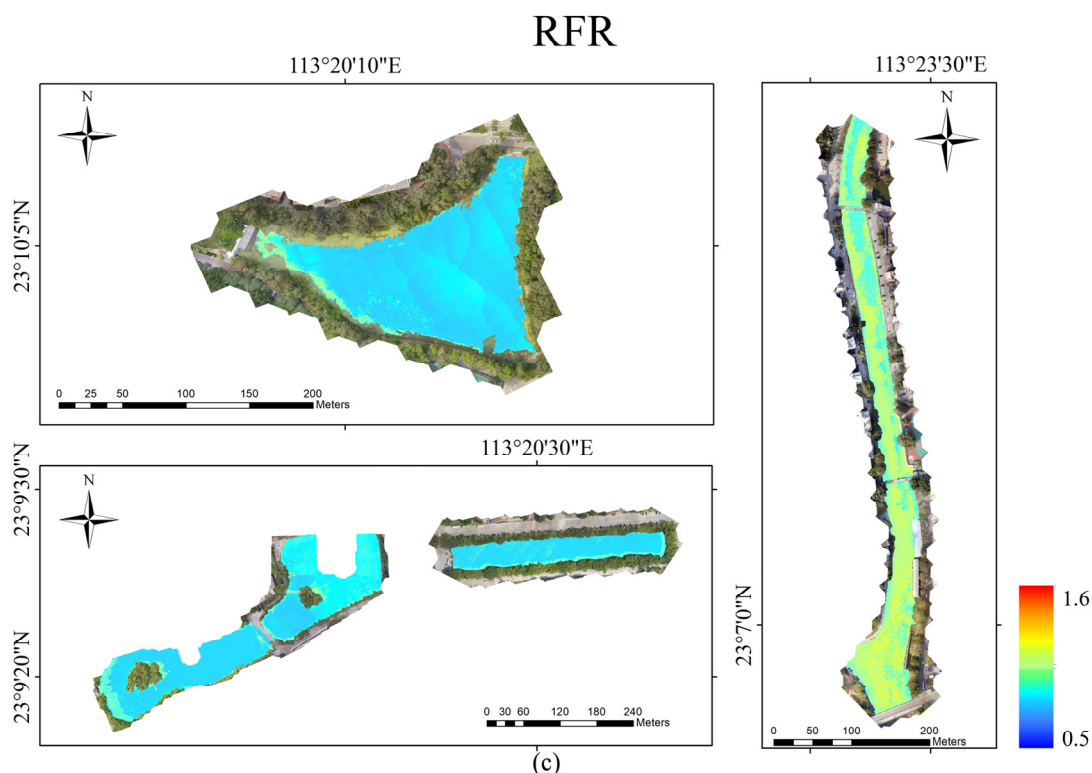 RFR
113°20'10"E
113°23'30"E
N
N
23°10'5"N
0 25 50 100 150 200
Meters
113°20'30"E
23°9'30"N
N
23°9'20"N
0 30 60 120 180 240
Meters
23°7'0"N
1.6
0.5
0 50 100 200
Meters
(c)